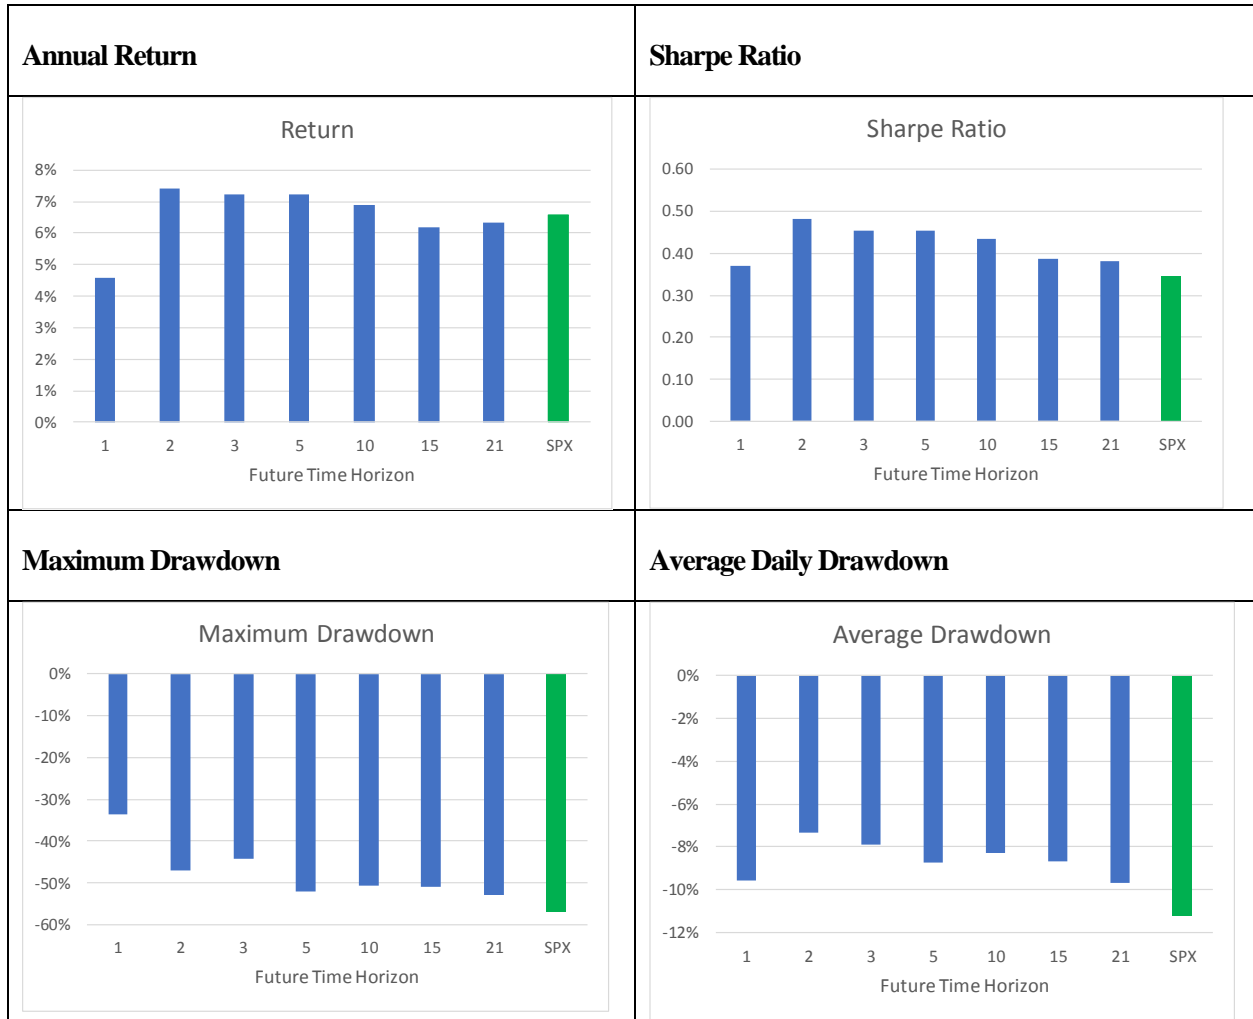 Annual Return
Sharpe Ratio
Return
8%
7%
6%
5%
4%
3%
2%
1%
0%
1 2 3 5 10 15 21 SPX
Future Time Horizon
Sharpe Ratio
0.60
0.50
0.40
0.30
0.20
0.10
0.00
1 2 3 5 10 15 21 SPX
Future Time Horizon
Maximum Drawdown
Average Daily Drawdown
Maximum Drawdown
0%
-10%
-20%
-30%
-40%
-50%
-60%
1 2 3 5 10 15 21 SPX
Future Time Horizon
Average Drawdown
0%
-2%
-4%
-6%
-8%
-10%
-12%
1 2 3 5 10 15 21 SPX
Future Time Horizon